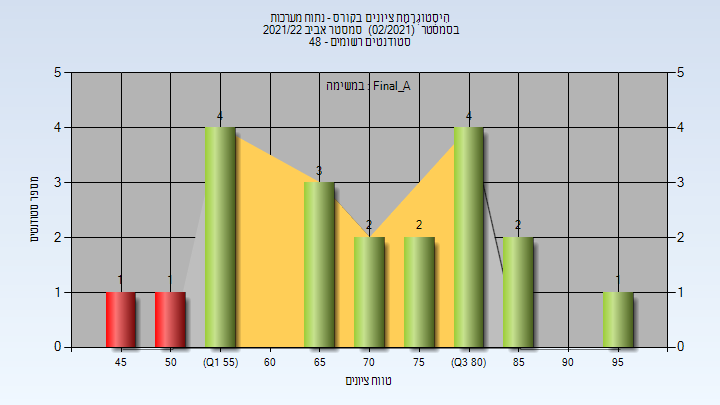 היסטוגרמת ציונים בקורס - נתוח מערכות
בסמסטר (02/2021) סמסטר אביב 2021/22
סטודנטים רשומים - 48
במשימה : Final_A
5 5
4 4
3 3
2 2
1 1
0 0
1 1 4 3 2 2 4 2 1
מספר סטודנטים
45 50 (Q1 55) 60 65 70 75 (Q3 80) 85 90 95
טווח ציונים